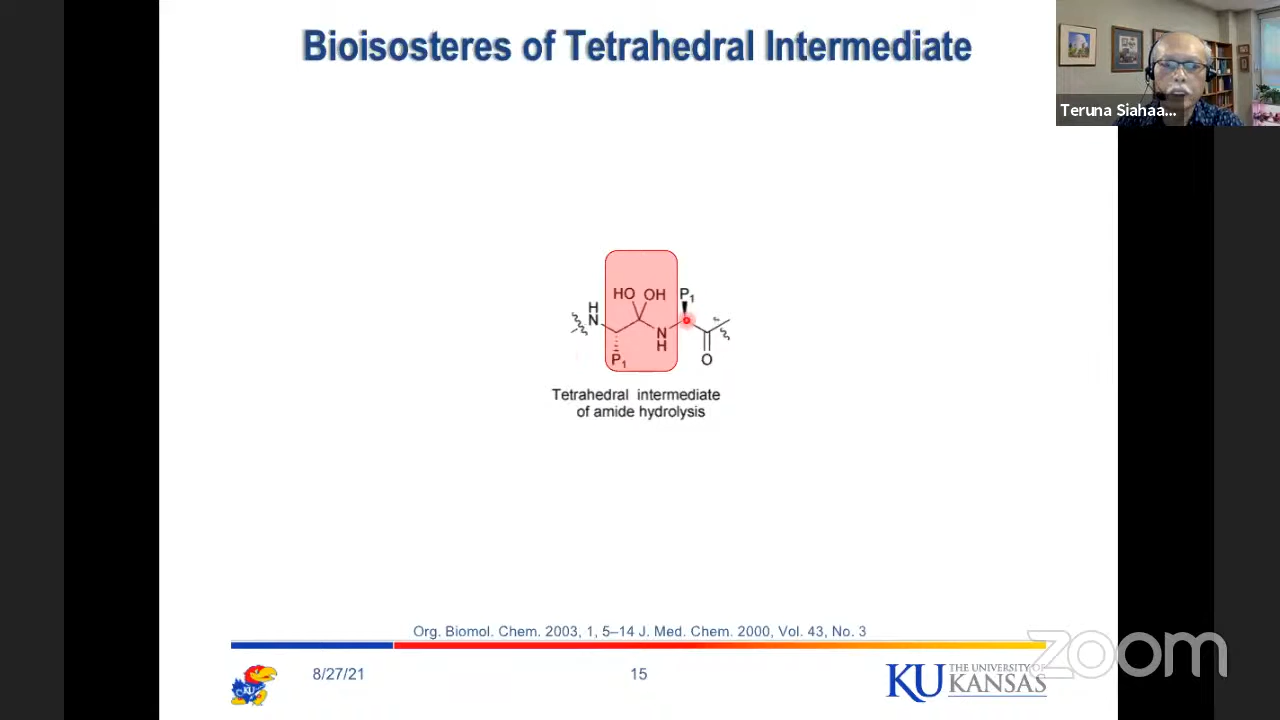 Bioisosteres of Tetrahedral Intermediate
Teruna Siahaa...
HO OH P1
H
N
N
H
P1
O
Tetrahedral intermediate
of amide hydrolysis
Org. Biomol. Chem. 2003, 1, 5–14 J. Med. Chem. 2000, Vol. 43, No. 3
8/27/21
15
KU THE UNIVERSITY OF
KANSAS
KU
zoom